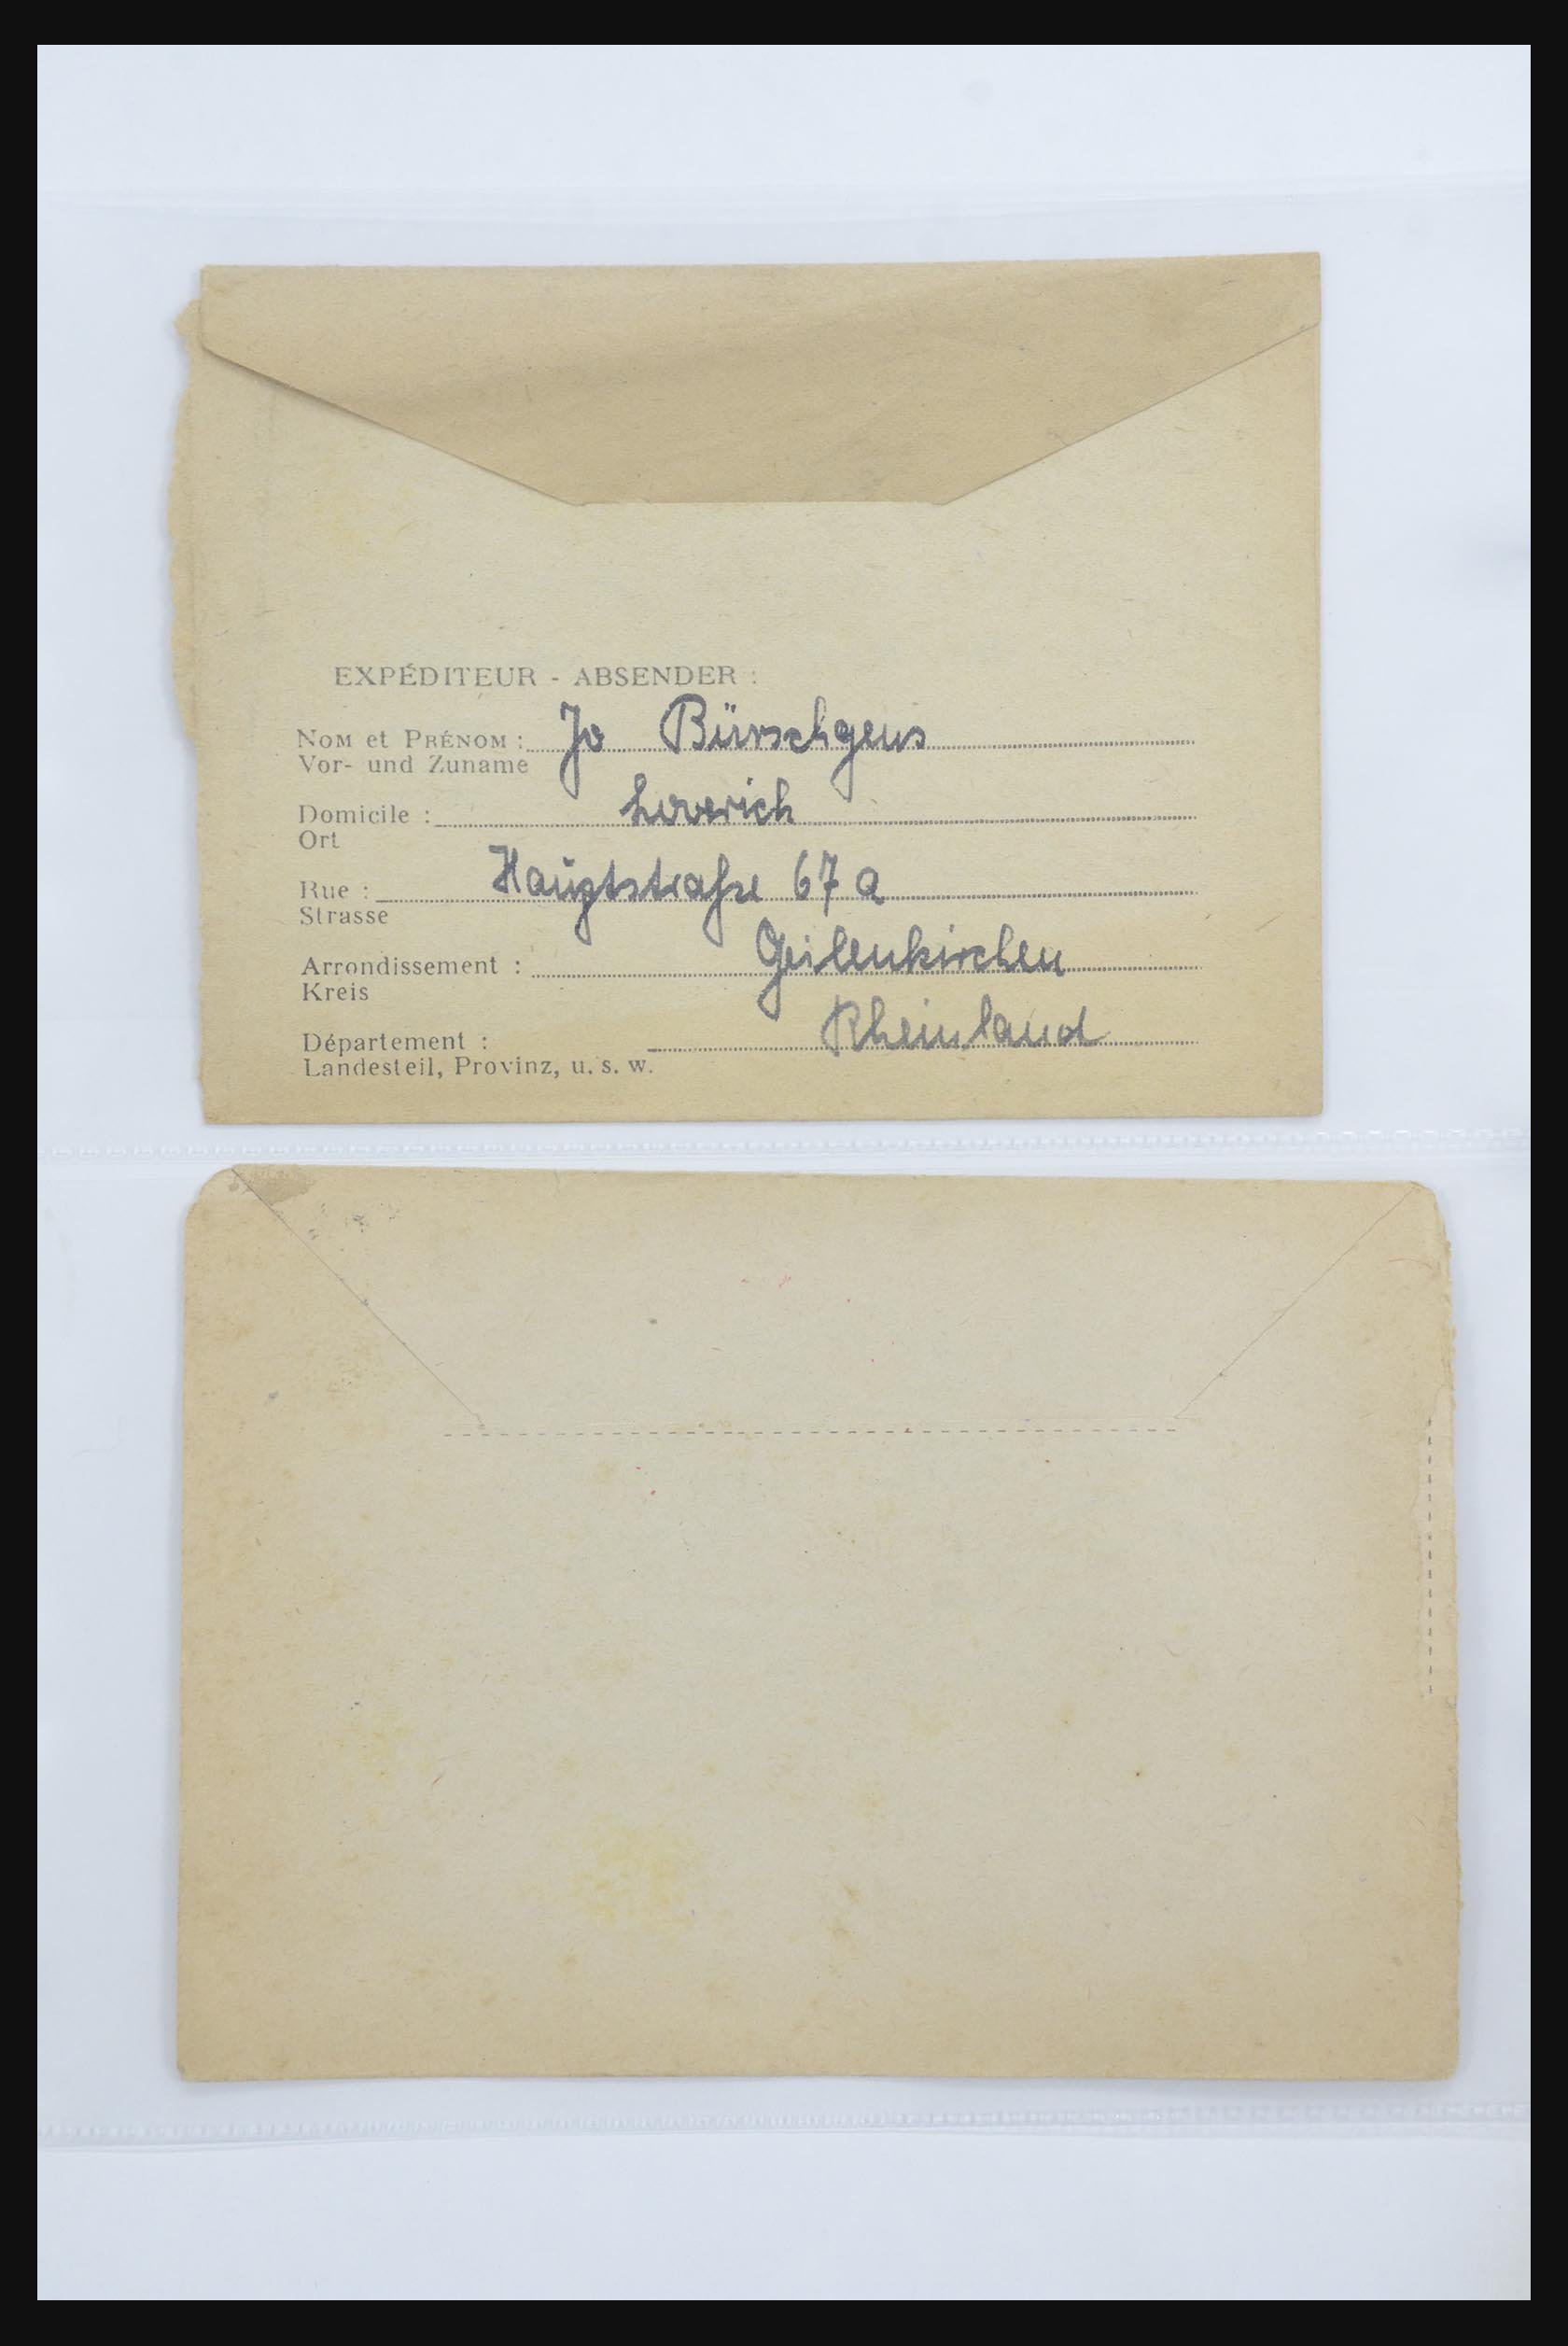 EXPÉDITEUR - ABSENDER :
NOM et PRÉNOM : Jo Bürschgens
Vor- und Zuname
Domicile : Loverich
Ort
Rue : Hauptstraße 67 a
Strasse
Arrondissement : Geilenkirchen
Kreis
Département : Rheinland
Landesteil, Provinz, u. s. w.